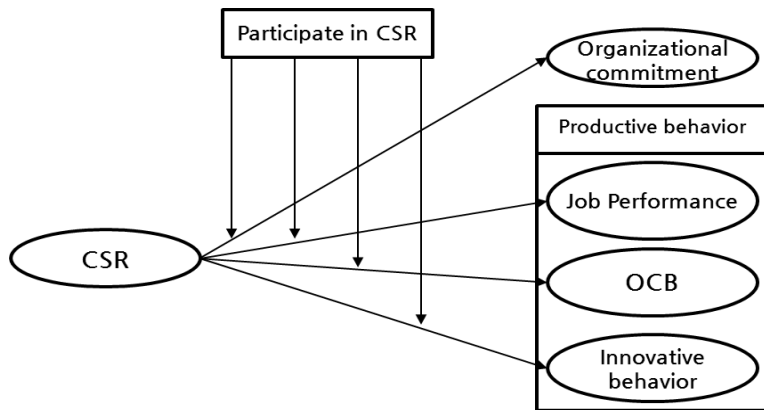 Participate in CSR
Organizational
commitment
Productive behavior
Job Performance
CSR
OCB
Innovative
behavior